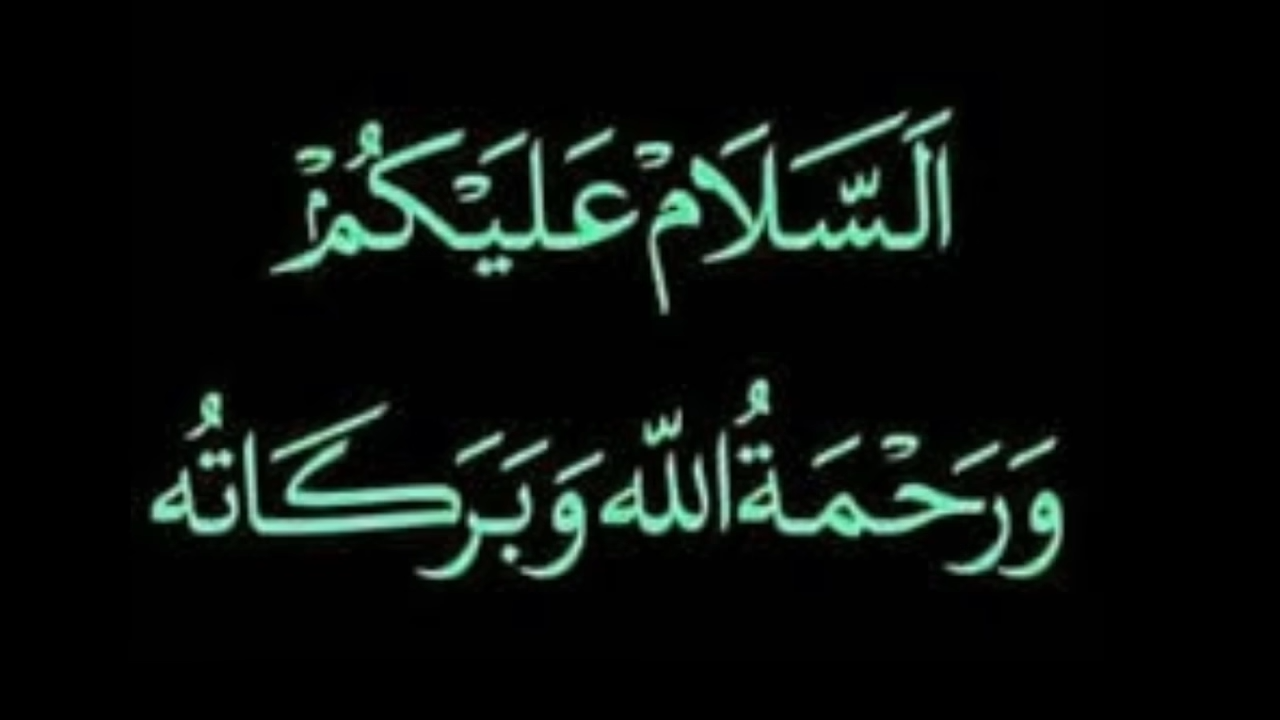 اَلسَّلَامْ عَلَيْكُمْ
وَرَحْمَةُ اللّه وَبَرَكَاتُه